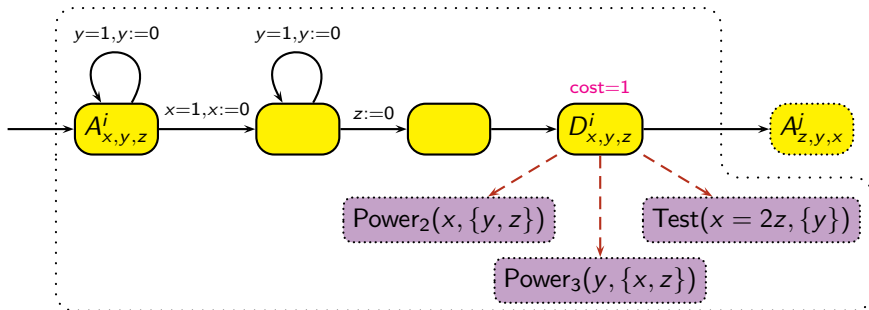 y=1,y:=0 y=1,y:=0
cost=1
A^i_{x,y,z} x=1,x:=0 z:=0 D^i_{x,y,z} A^j_{z,y,x}
Power_2(x, {y, z}) Test(x = 2z, {y})
Power_3(y, {x, z})